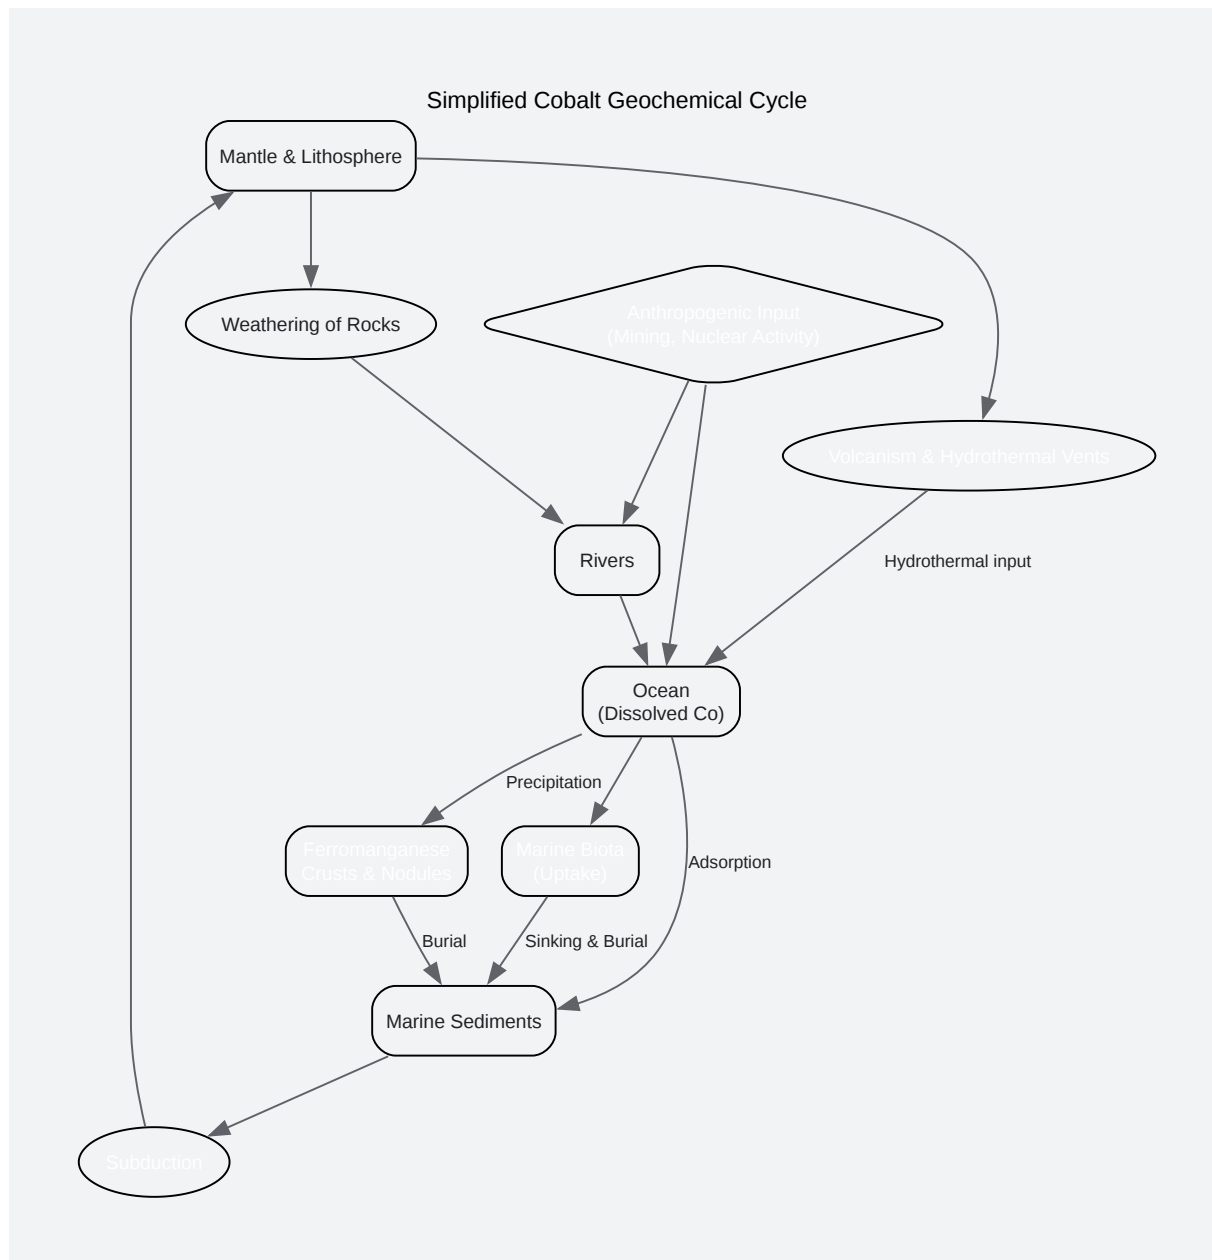 Simplified Cobalt Geochemical Cycle
Mantle & Lithosphere
Weathering of Rocks
Anthropogenic Input
(Mining, Nuclear Activity)
Volcanism & Hydrothermal Vents
Rivers
Hydrothermal input
Ocean
(Dissolved Co)
Precipitation
Ferromanganese
Crusts & Nodules
Marine Biota
(Uptake)
Adsorption
Burial
Sinking & Burial
Marine Sediments
Subduction